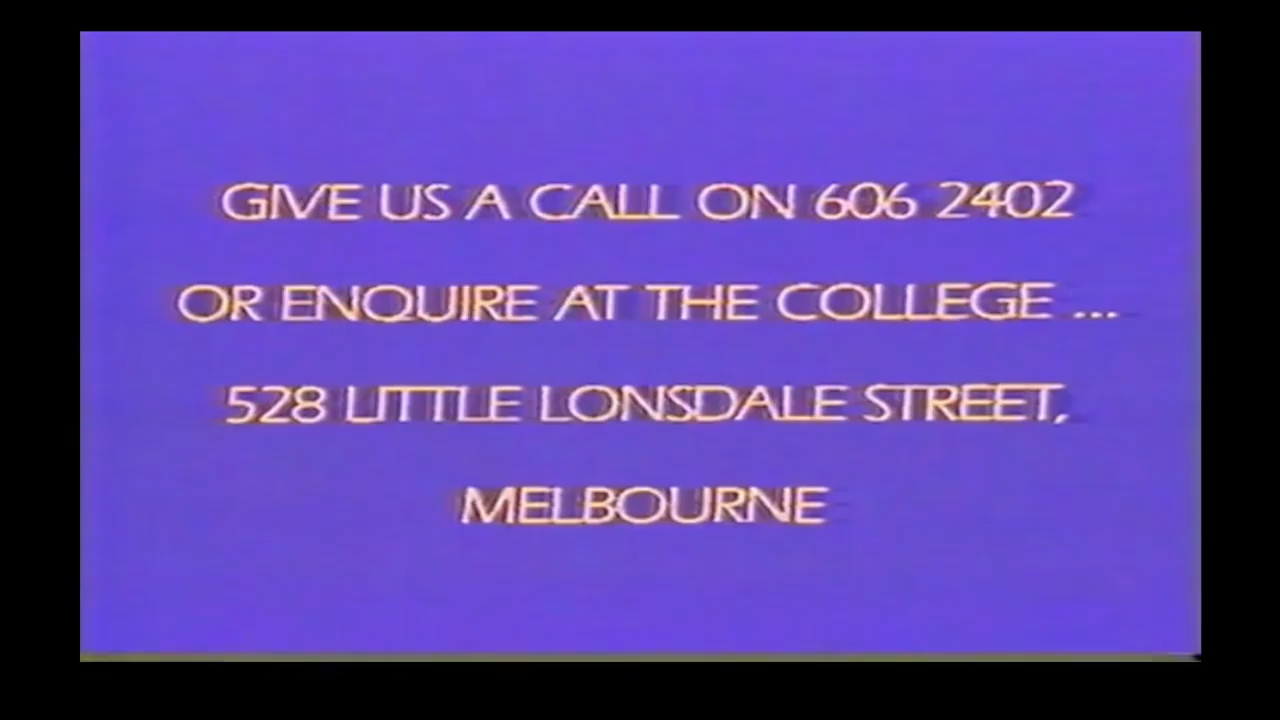 GIVE US A CALL ON 606 2402
OR ENQUIRE AT THE COLLEGE ...
528 LITTLE LONSDALE STREET,
MELBOURNE